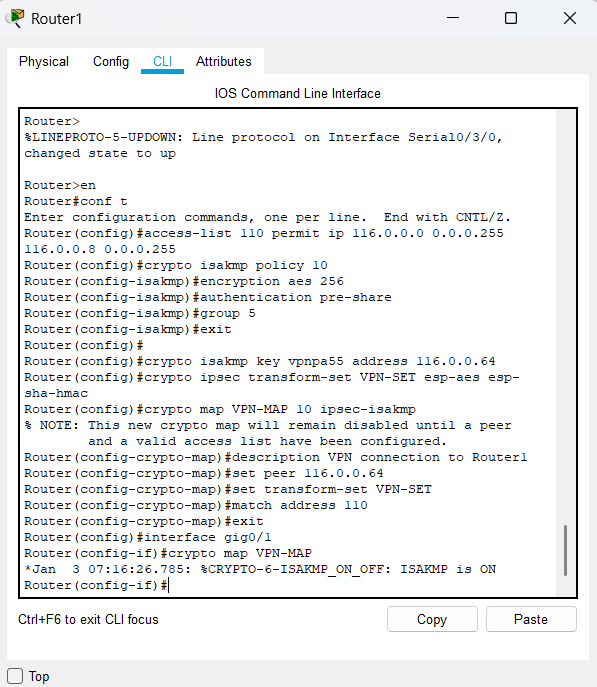 Router1
Physical Config CLI Attributes
IOS Command Line Interface
Router>
%LINEPROTO-5-UPDOWN: Line protocol on Interface Serial0/3/0,
changed state to up
Router>en
Router#conf t
Enter configuration commands, one per line.  End with CNTL/Z.
Router(config)#access-list 110 permit ip 116.0.0.0 0.0.0.255
116.0.0.8 0.0.0.255
Router(config)#crypto isakmp policy 10
Router(config-isakmp)#encryption aes 256
Router(config-isakmp)#authentication pre-share
Router(config-isakmp)#group 5
Router(config-isakmp)#exit
Router(config)#
Router(config)#crypto isakmp key vpnpa55 address 116.0.0.64
Router(config)#crypto ipsec transform-set VPN-SET esp-aes esp-
sha-hmac
Router(config)#crypto map VPN-MAP 10 ipsec-isakmp
% NOTE: This new crypto map will remain disabled until a peer
and a valid access list have been configured.
Router(config-crypto-map)#description VPN connection to Router1
Router(config-crypto-map)#set peer 116.0.0.64
Router(config-crypto-map)#set transform-set VPN-SET
Router(config-crypto-map)#match address 110
Router(config-crypto-map)#exit
Router(config)#interface gig0/1
Router(config-if)#crypto map VPN-MAP
*Jan  3 07:16:26.785: %CRYPTO-6-ISAKMP_ON_OFF: ISAKMP is ON
Router(config-if)#
Ctrl+F6 to exit CLI focus
Copy Paste
Top